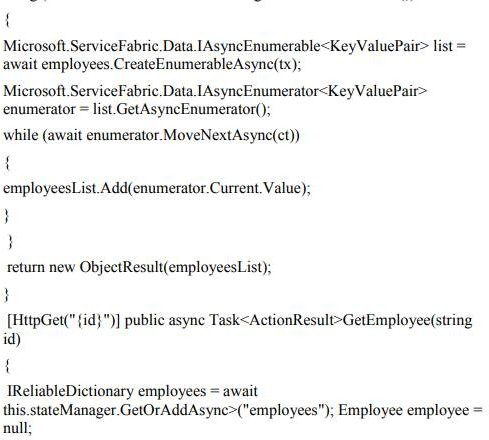 {
Microsoft.ServiceFabric.Data.IAsyncEnumerable<KeyValuePair> list =
await employees.CreateEnumerableAsync(tx);
Microsoft.ServiceFabric.Data.IAsyncEnumerator<KeyValuePair>
enumerator = list.GetAsyncEnumerator();
while (await enumerator.MoveNextAsync(ct))
{
employeesList.Add(enumerator.Current.Value);
}
}
return new ObjectResult(employeesList);
}
[HttpGet("{id}")] public async Task<ActionResult>GetEmployee(string
id)
{
IReliableDictionary employees = await
this.stateManager.GetOrAddAsync>("employees"); Employee employee =
null;